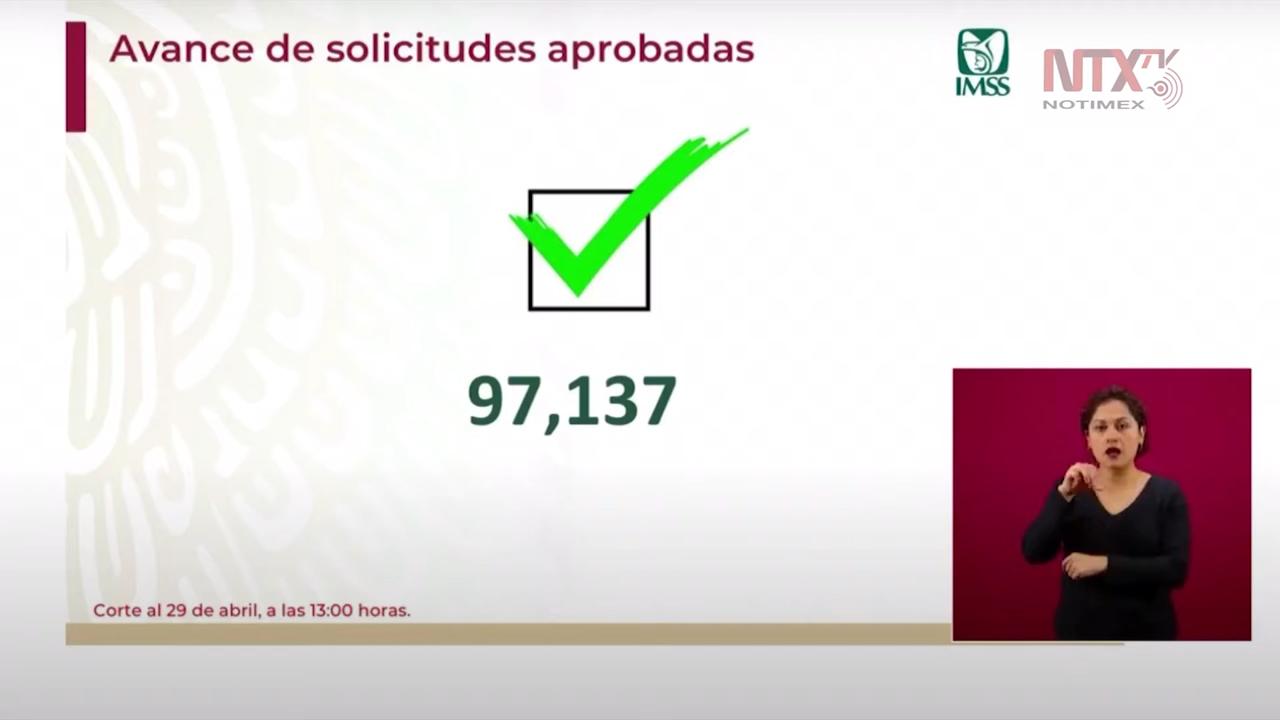 Avance de solicitudes aprobadas
IMSS
NTX
NOTIMEX
97,137
Corte al 29 de abril, a las 13:00 horas.